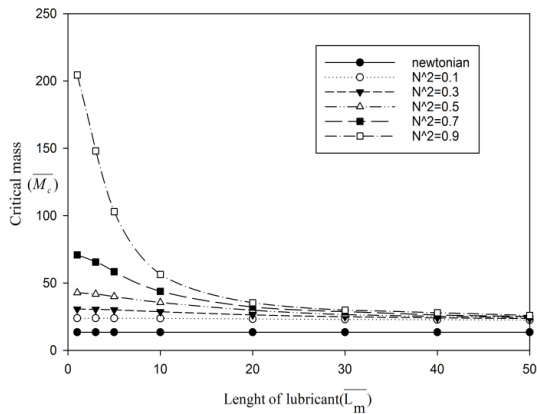 250
200
150
100
50
0
Critical mass
(M_c)
newtonian
N^2=0.1
N^2=0.3
N^2=0.5
N^2=0.7
N^2=0.9
0 10 20 30 40 50
Lenght of lubricant(L_m)